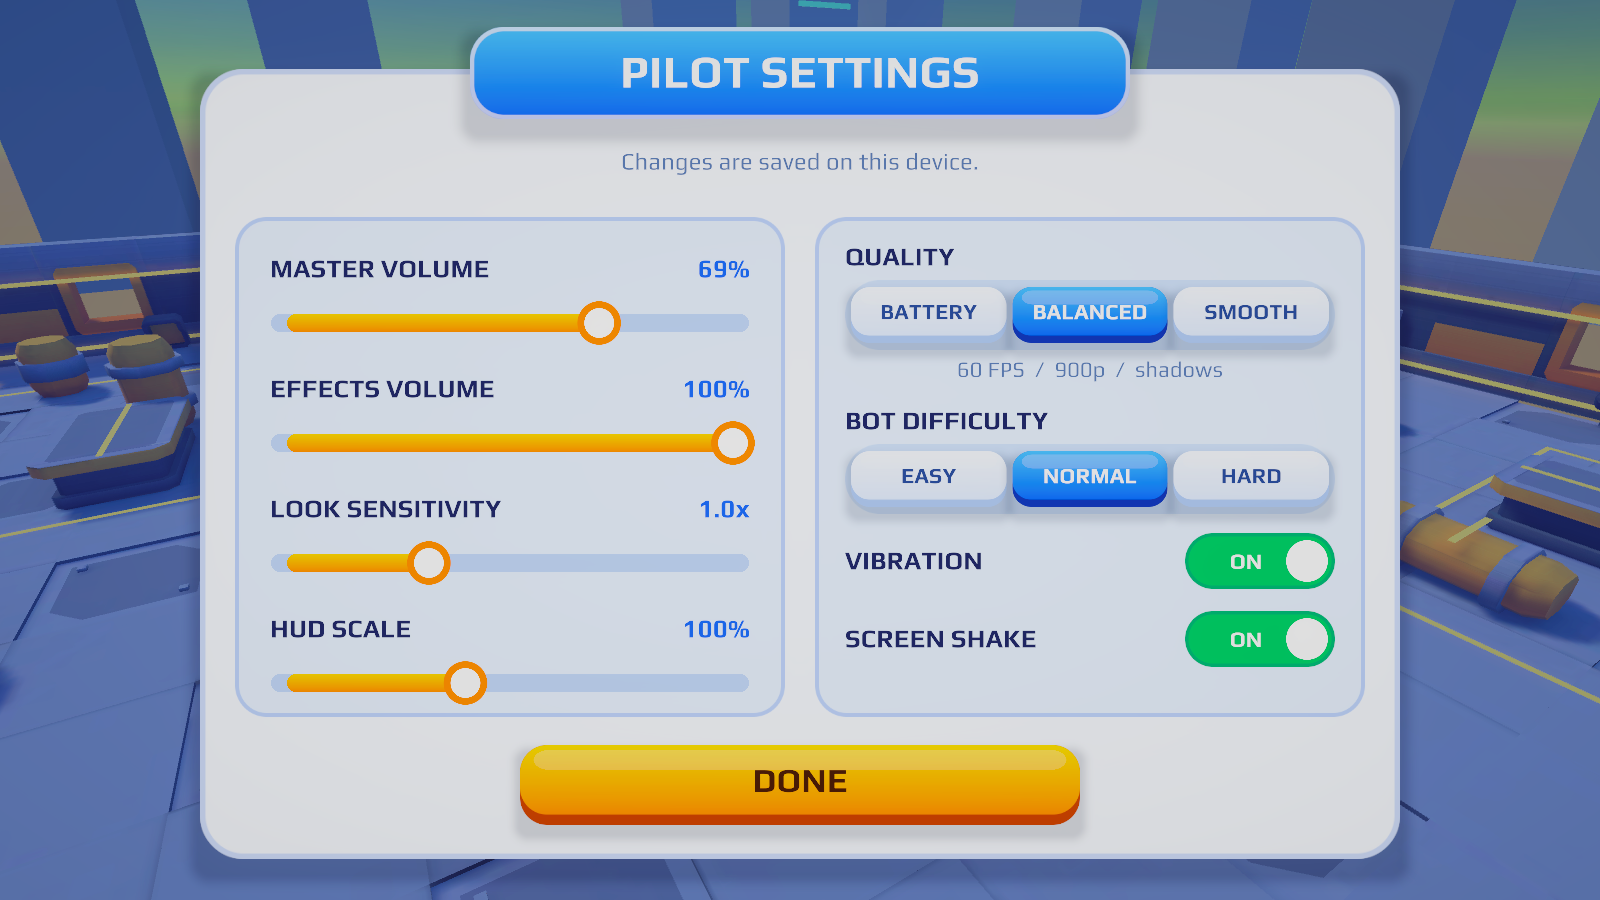 PILOT SETTINGS
Changes are saved on this device.
MASTER VOLUME 69%
EFFECTS VOLUME 100%
LOOK SENSITIVITY 1.0x
HUD SCALE 100%
QUALITY
BATTERY BALANCED SMOOTH
60 FPS / 900p / shadows
BOT DIFFICULTY
EASY NORMAL HARD
VIBRATION ON
SCREEN SHAKE ON
DONE